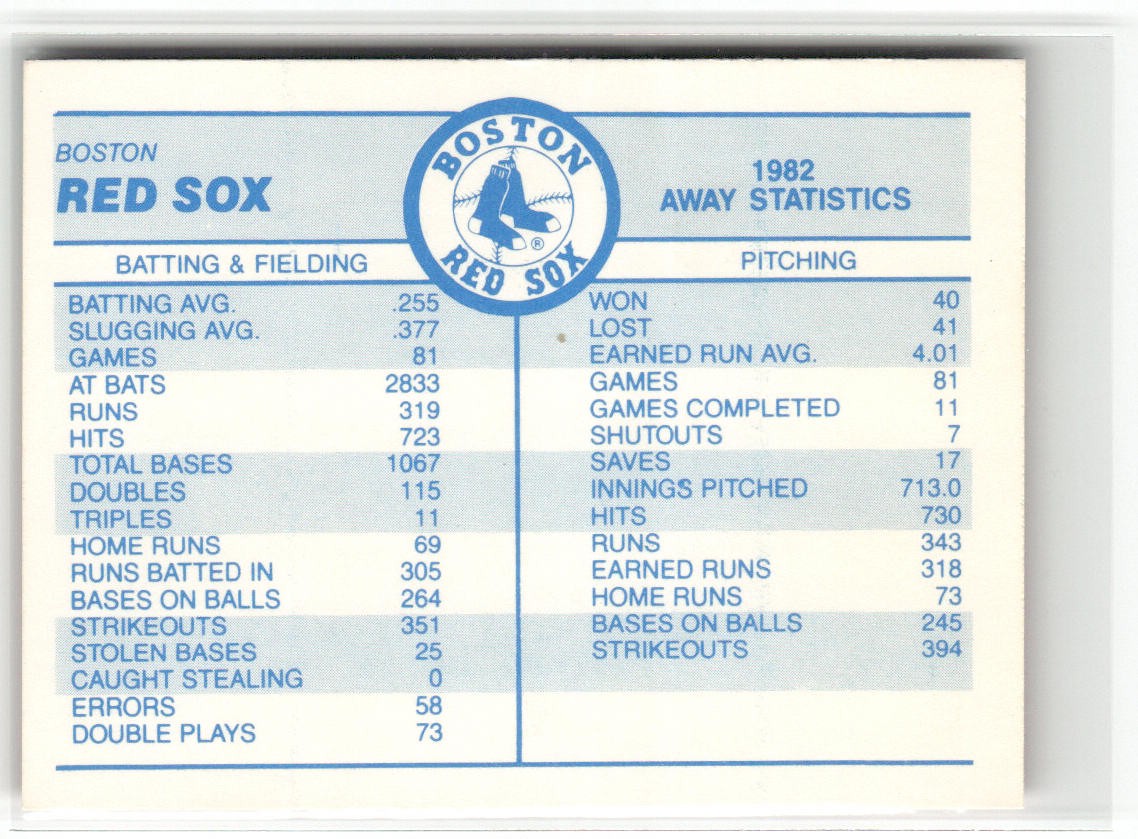 BOSTON
RED SOX
BOSTON
RED SOX
®
1982
AWAY STATISTICS
BATTING & FIELDING
BATTING AVG. .255
SLUGGING AVG. .377
GAMES 81
AT BATS 2833
RUNS 319
HITS 723
TOTAL BASES 1067
DOUBLES 115
TRIPLES 11
HOME RUNS 69
RUNS BATTED IN 305
BASES ON BALLS 264
STRIKEOUTS 351
STOLEN BASES 25
CAUGHT STEALING 0
ERRORS 58
DOUBLE PLAYS 73
PITCHING
WON 40
LOST 41
EARNED RUN AVG. 4.01
GAMES 81
GAMES COMPLETED 11
SHUTOUTS 7
SAVES 17
INNINGS PITCHED 713.0
HITS 730
RUNS 343
EARNED RUNS 318
HOME RUNS 73
BASES ON BALLS 245
STRIKEOUTS 394